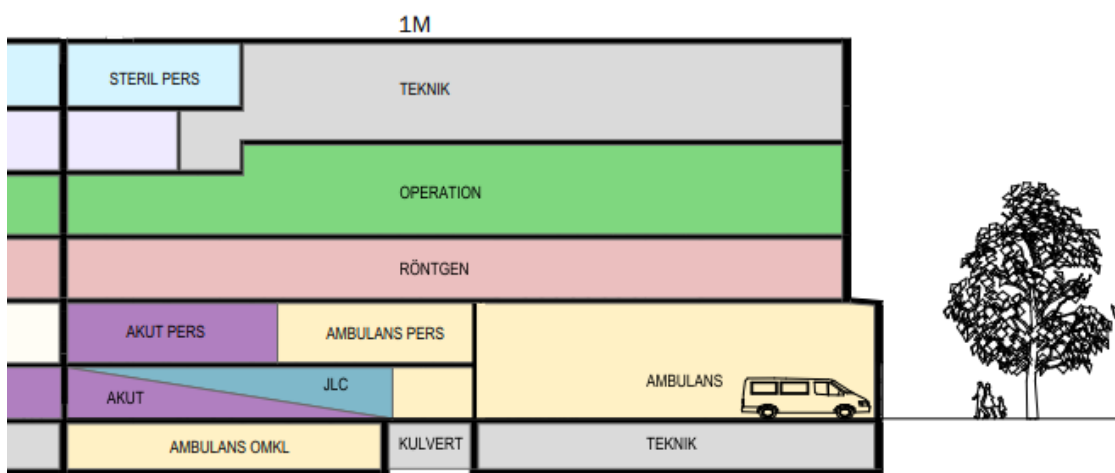 1M
STERIL PERS
TEKNIK
OPERATION
RÖNTGEN
AKUT PERS
AMBULANS PERS
JLC
AMBULANS
AKUT
AMBULANS OMKL
KULVERT
TEKNIK